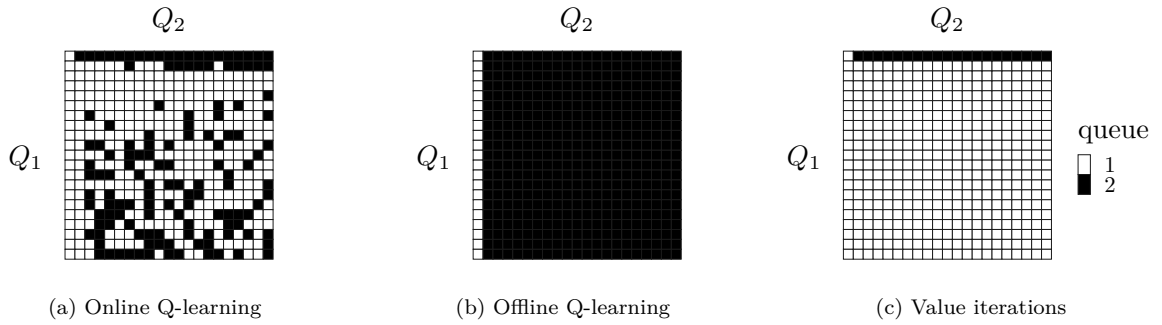 Q2
Q2
Q2
Q1
Q1
Q1
queue
1
2
(a) Online Q-learning
(b) Offline Q-learning
(c) Value iterations